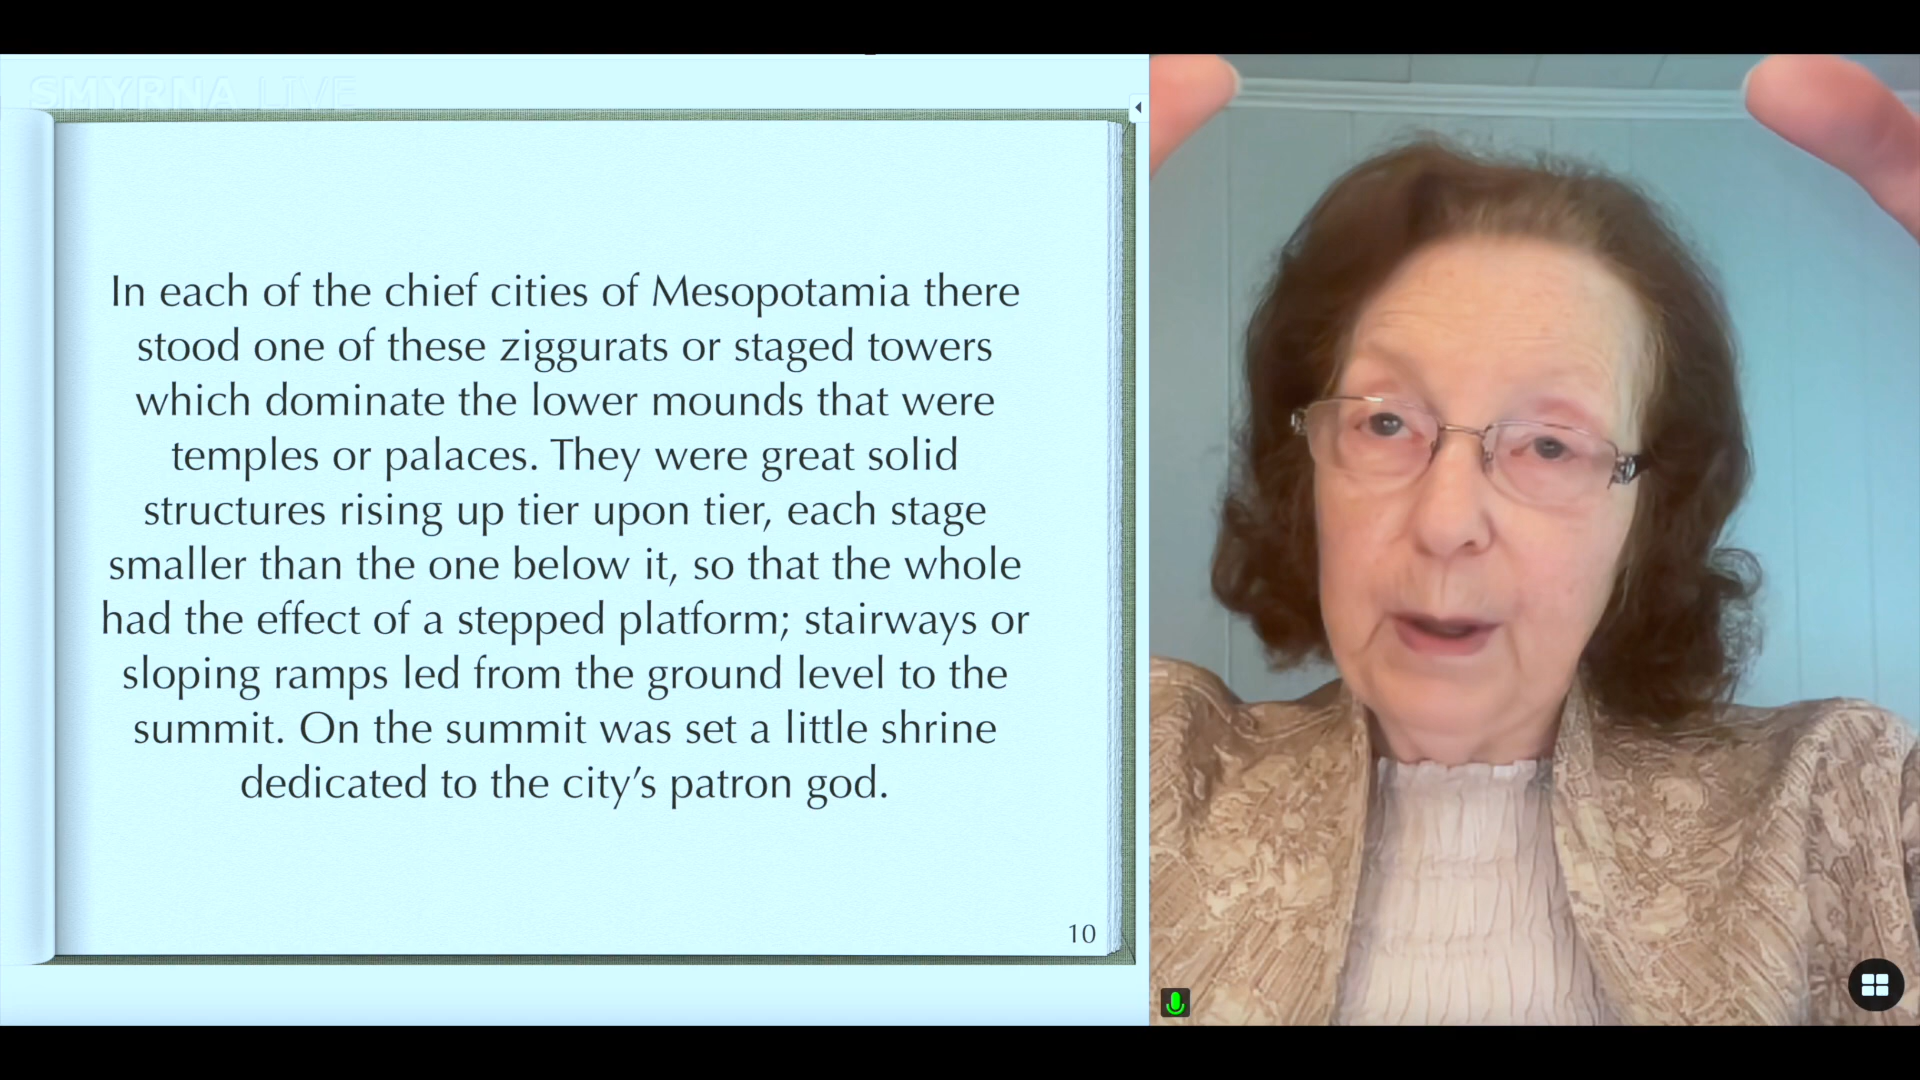 SMYRNA LIVE
In each of the chief cities of Mesopotamia there
stood one of these ziggurats or staged towers
which dominate the lower mounds that were
temples or palaces. They were great solid
structures rising up tier upon tier, each stage
smaller than the one below it, so that the whole
had the effect of a stepped platform; stairways or
sloping ramps led from the ground level to the
summit. On the summit was set a little shrine
dedicated to the city’s patron god.
10